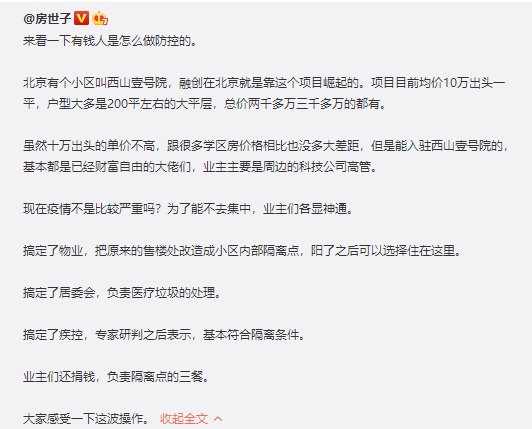 @房世子
来看一下有钱人是怎么做防控的。
北京有个小区叫西山壹号院，融创在北京就是靠这个项目崛起的。项目目前均价10万出头一
平，户型大多是200平左右的大平层，总价两千多万三千多万的都有。
虽然十万出头的单价不高，跟很多学区房价格相比也没多大差距，但是能入驻西山壹号院的，
基本都是已经财富自由的大佬们，业主主要是周边的科技公司高管。
现在疫情不是比较严重吗？为了能不去集中，业主们各显神通。
搞定了物业，把原来的售楼处改造成小区内部隔离点，阳了之后可以选择住在这里。
搞定了居委会，负责医疗垃圾的处理。
搞定了疾控，专家研判之后表示，基本符合隔离条件。
业主们还捐钱，负责隔离点的三餐。
大家感受一下这波操作。 收起全文